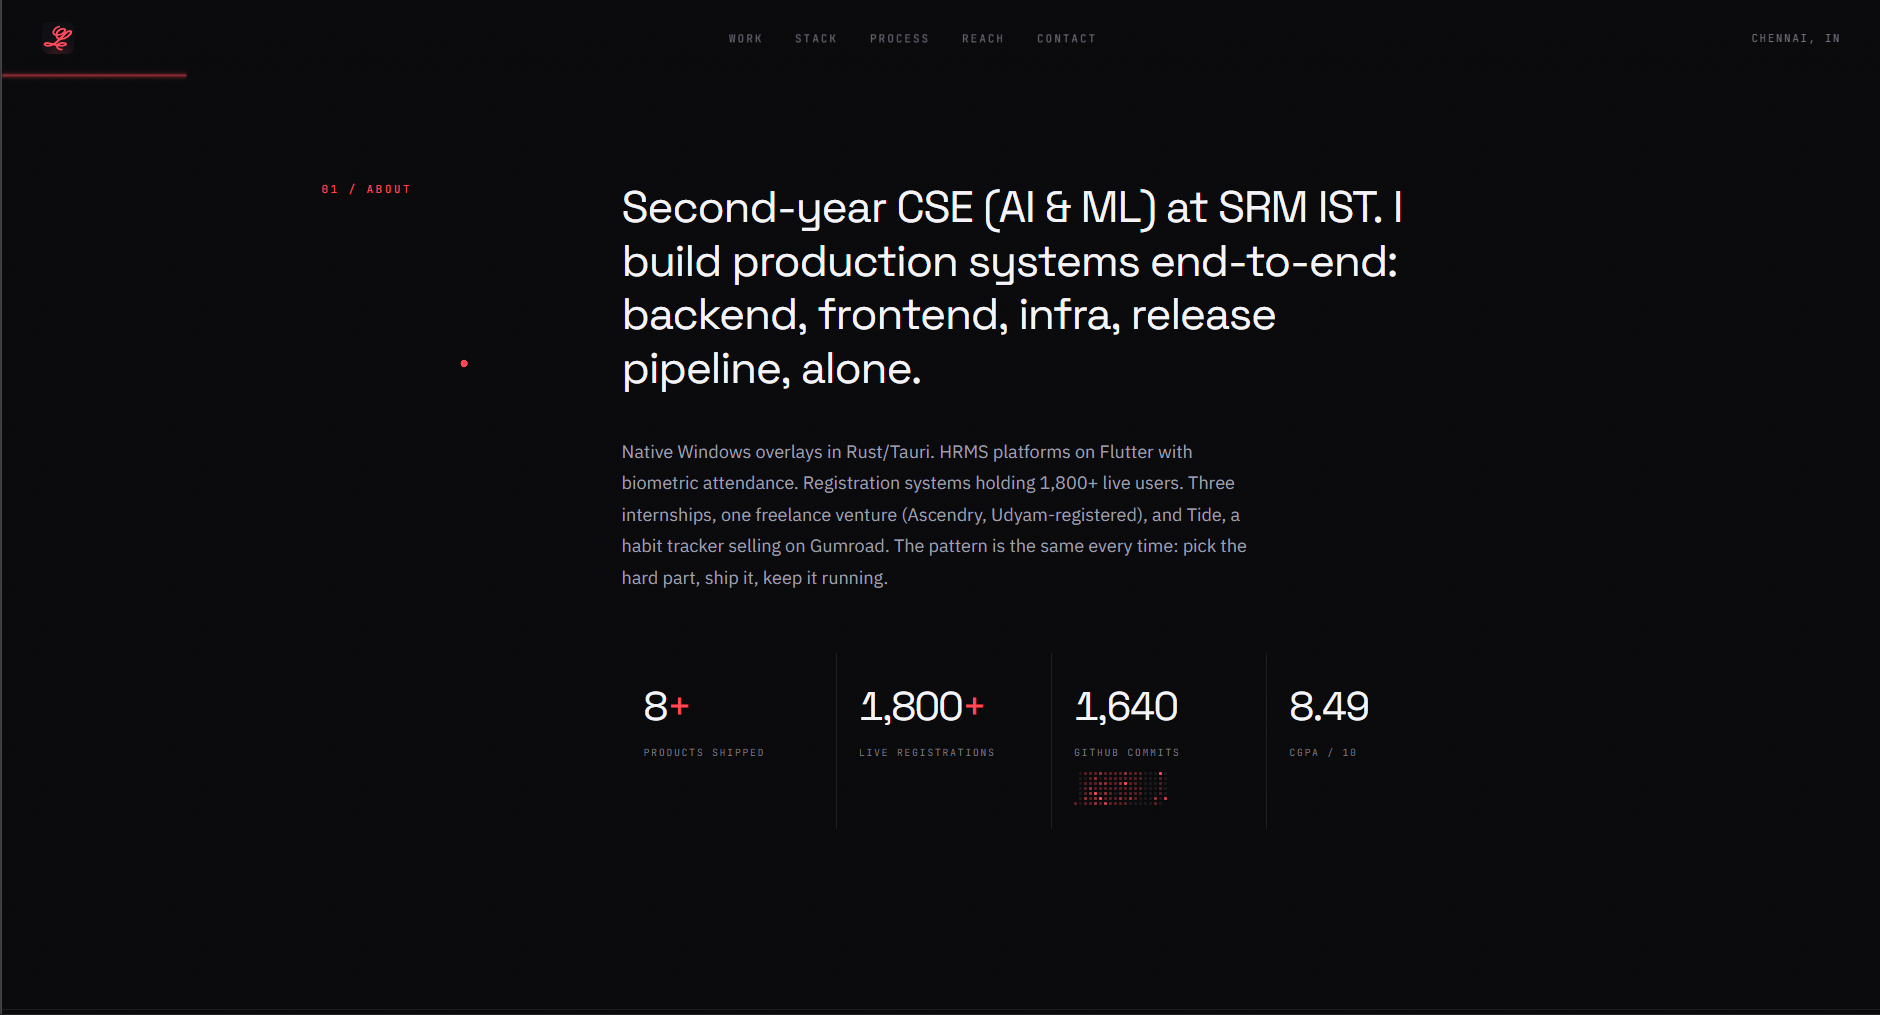 WORK STACK PROCESS REACH CONTACT
CHENNAI, IN
01 / ABOUT
Second-year CSE (AI & ML) at SRM IST. I
build production systems end-to-end:
backend, frontend, infra, release
pipeline, alone.
Native Windows overlays in Rust/Tauri. HRMS platforms on Flutter with
biometric attendance. Registration systems holding 1,800+ live users. Three
internships, one freelance venture (Ascendry, Udyam-registered), and Tide, a
habit tracker selling on Gumroad. The pattern is the same every time: pick the
hard part, ship it, keep it running.
8+
PRODUCTS SHIPPED
1,800+
LIVE REGISTRATIONS
1,640
GITHUB COMMITS
8.49
CGPA / 10